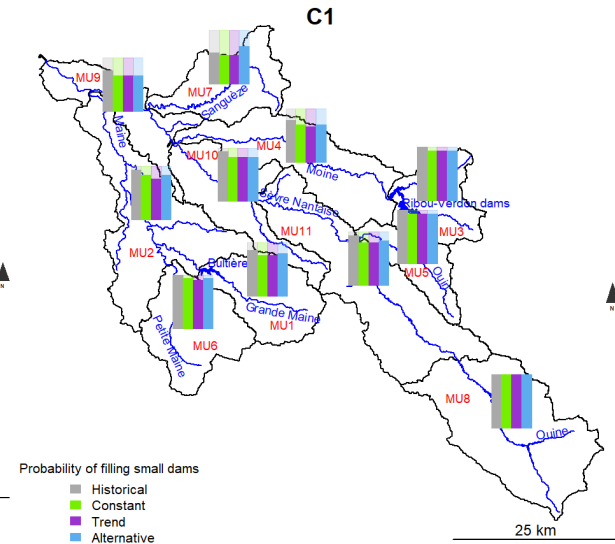 C1
MU9
MU7
Sanguèze
Maine
MU4
MU10
Moine
Sèvre Nantaise
Ribou-Verdon dams
MU11
MU3
MU2
Bultière
MU5
Ouin
Grande Maine
MU1
Petite Maine
MU6
MU8
Ouine
N
N
Probability of filling small dams
Historical
Constant
Trend
Alternative
25 km